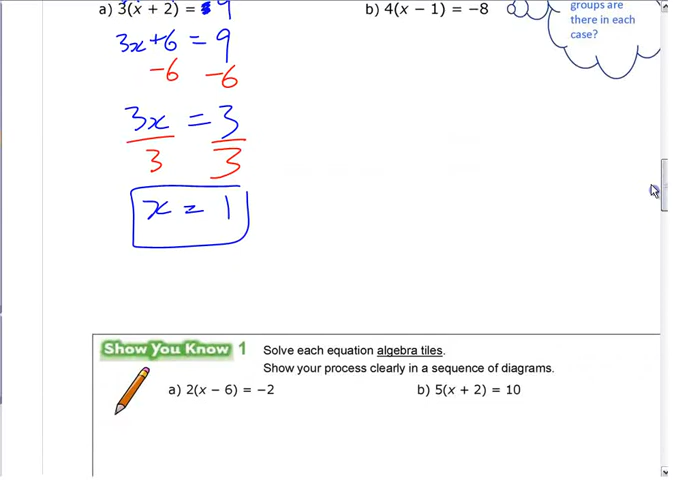 a) 3(x + 2) = 9
b) 4(x − 1) = −8
groups are
there in each
case?
3x + 6 = 9
-6 -6
3x = 3
3 3
x = 1
Show You Know 1
Solve each equation algebra tiles.
Show your process clearly in a sequence of diagrams.
a) 2(x − 6) = −2
b) 5(x + 2) = 10